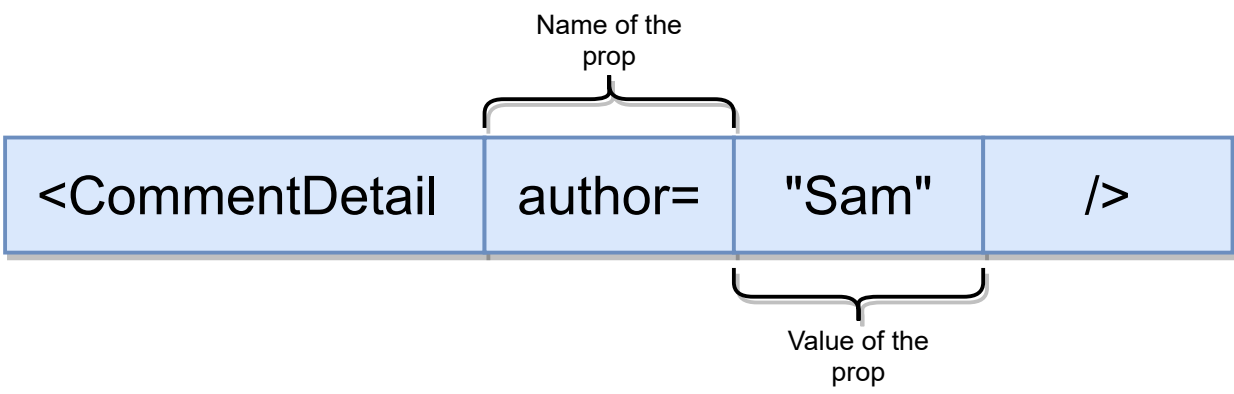 Name of the
prop
<CommentDetail author= "Sam" />
Value of the
prop